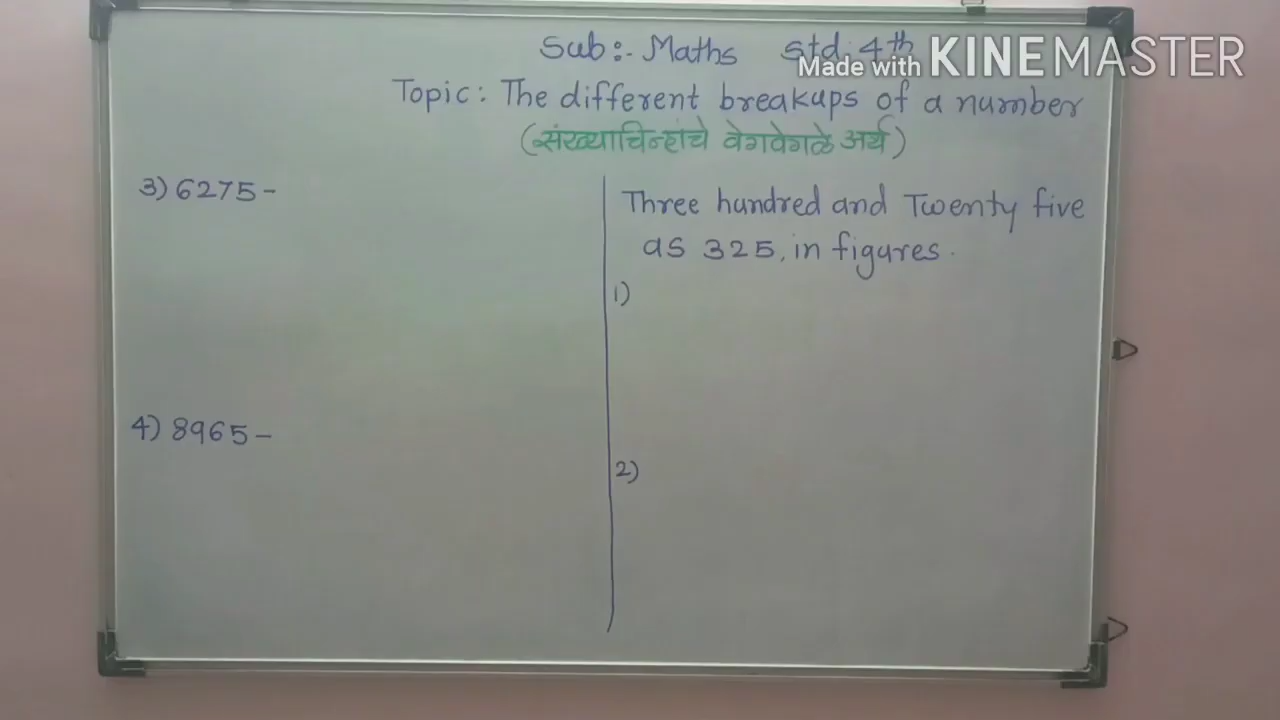 Sub:- Maths Std. 4th
Made with KINEMASTER
Topic: The different breakups of a number
(संख्याचिन्हांचे वेगवेगळे अर्थ)
3) 6275 -
4) 8965 -
Three hundred and Twenty five
as 325, in figures.
1)
2)